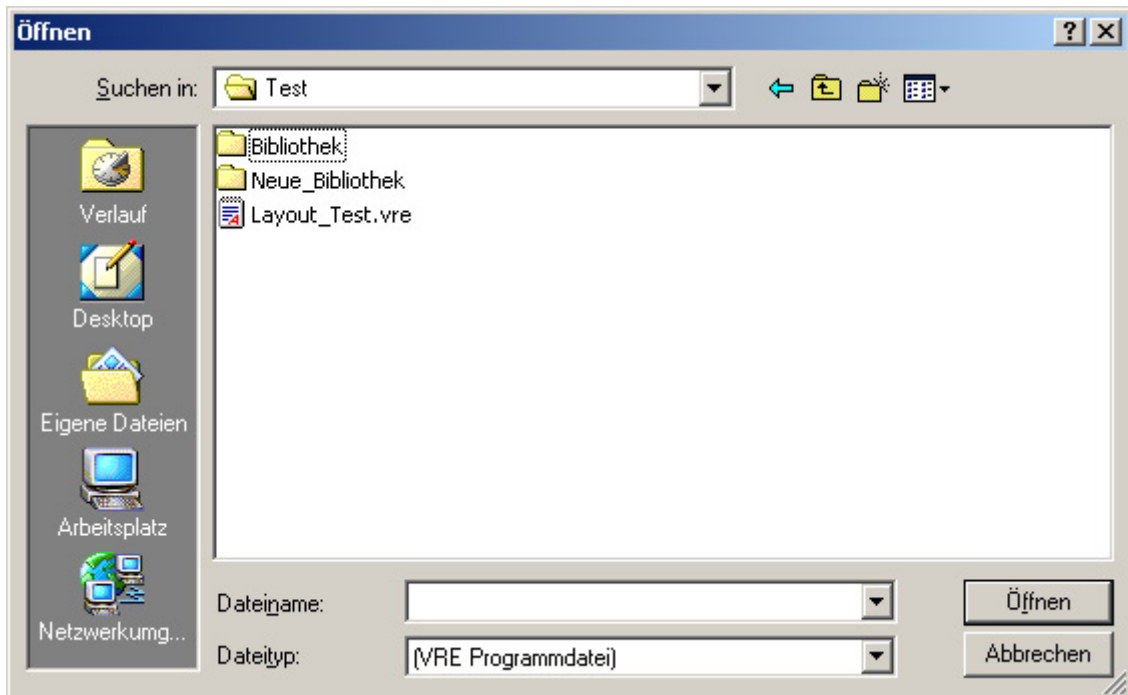 Öffnen
Suchen in: Test
Bibliothek
Neue_Bibliothek
Layout_Test.vre
Verlauf
Desktop
Eigene Dateien
Arbeitsplatz
Netzwerkumg...
Dateiname:
Öffnen
Dateityp: (VRE Programmdatei)
Abbrechen